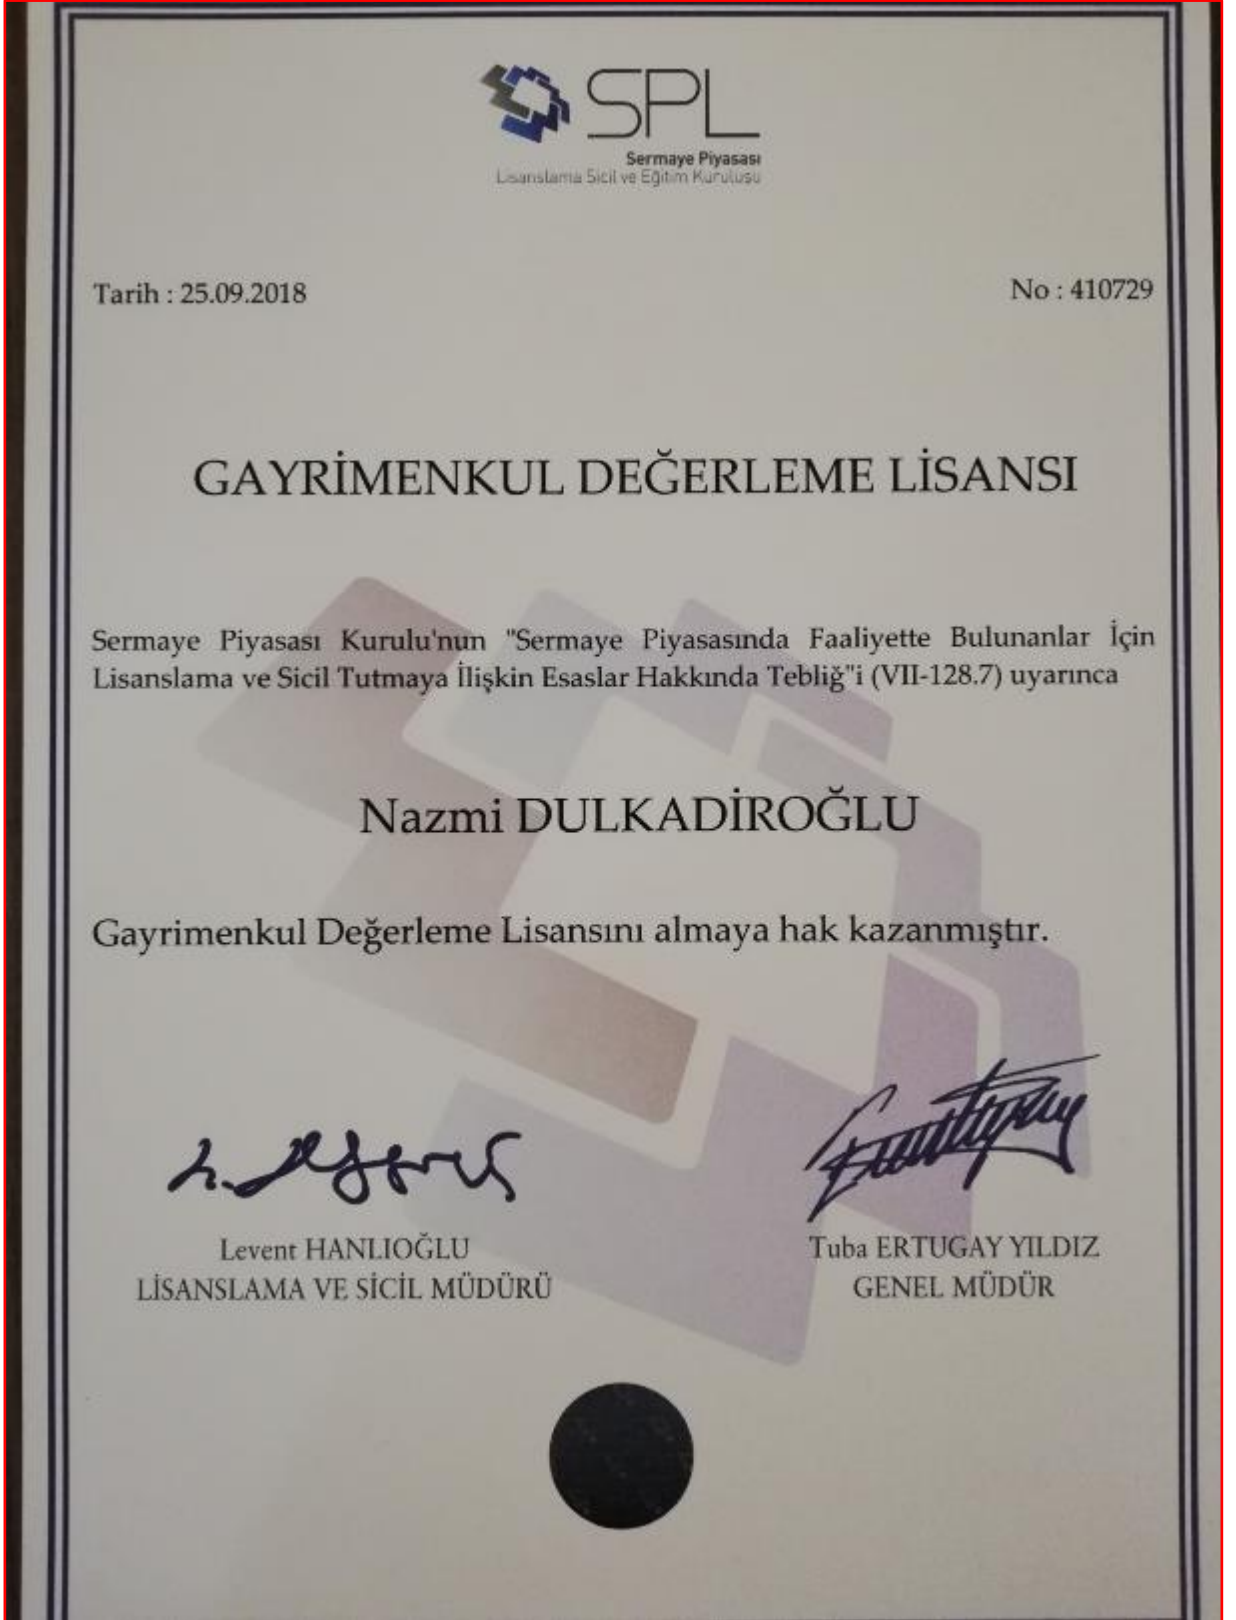 SPL
Sermaye Piyasası
Lisanslama Sicil ve Eğitim Kuruluşu
Tarih : 25.09.2018
No : 410729
GAYRİMENKUL DEĞERLEME LİSANSI
Sermaye Piyasası Kurulu'nun "Sermaye Piyasasında Faaliyette Bulunanlar İçin
Lisanslama ve Sicil Tutmaya İlişkin Esaslar Hakkında Tebliğ"i (VII-128.7) uyarınca
Nazmi DULKADİROĞLU
Gayrimenkul Değerleme Lisansını almaya hak kazanmıştır.
Levent HANLIOĞLU
LİSANSLAMA VE SİCİL MÜDÜRÜ
Tuba ERTUGAY YILDIZ
GENEL MÜDÜR